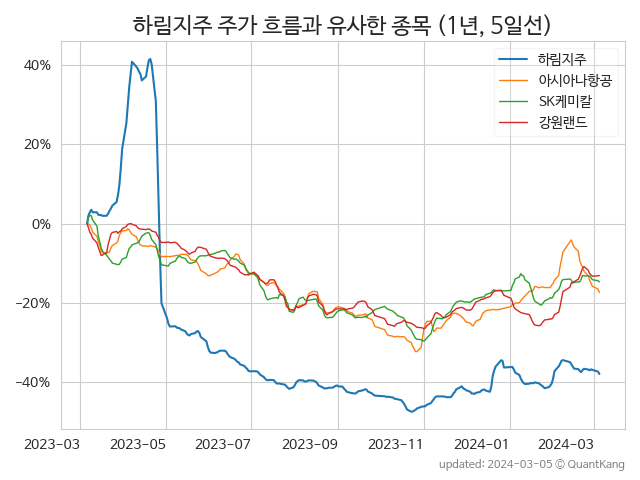 하림지주 주가 흐름과 유사한 종목 (1년, 5일선)
하림지주
아시아나항공
SK케미칼
강원랜드
40%
20%
0%
−20%
−40%
2023-03 2023-05 2023-07 2023-09 2023-11 2024-01 2024-03
updated: 2024-03-05 © QuantKang